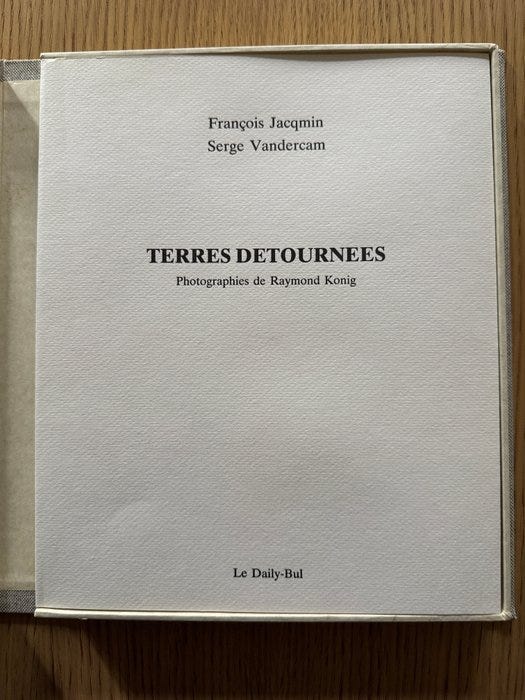 François Jacqmin
Serge Vandercam
TERRES DETOURNEES
Photographies de Raymond Konig
Le Daily-Bul